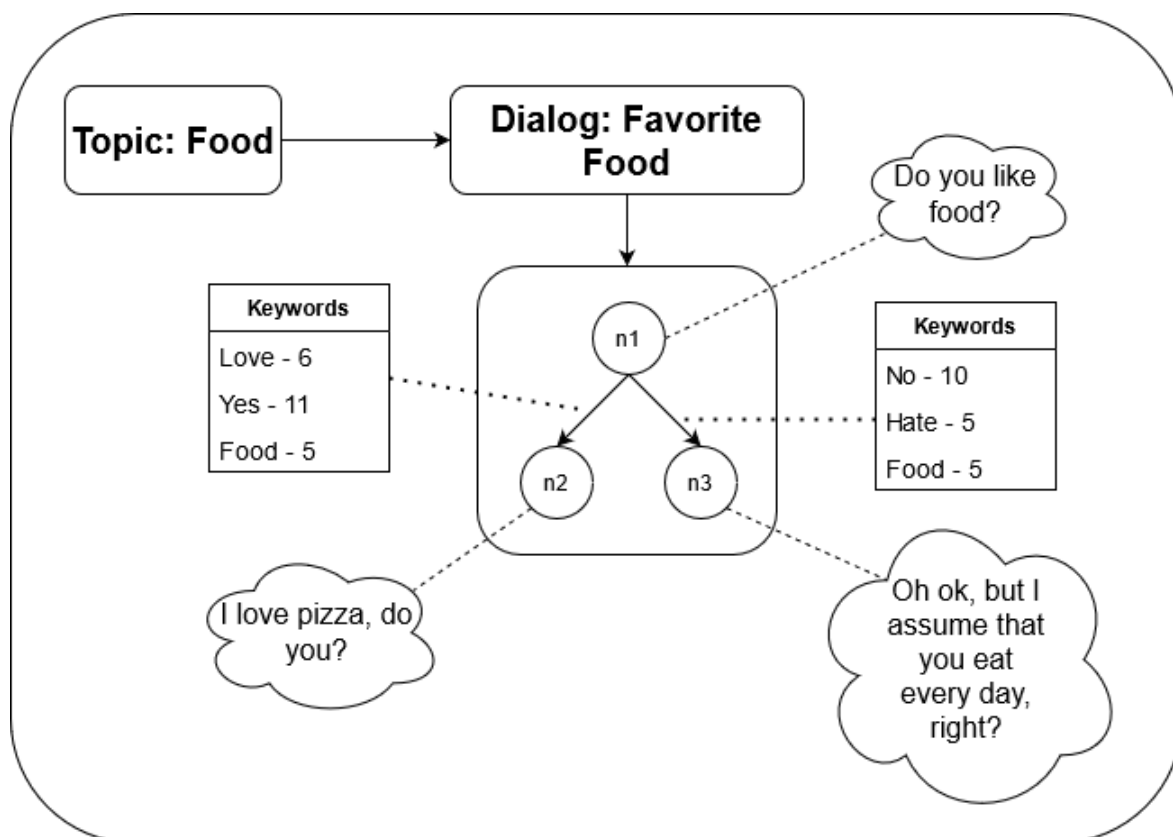 Topic: Food
Dialog: Favorite
Food
Do you like
food?
Keywords
Love - 6
Yes - 11
Food - 5
n1
Keywords
No - 10
Hate - 5
Food - 5
n2
n3
I love pizza, do
you?
Oh ok, but I
assume that
you eat
every day,
right?